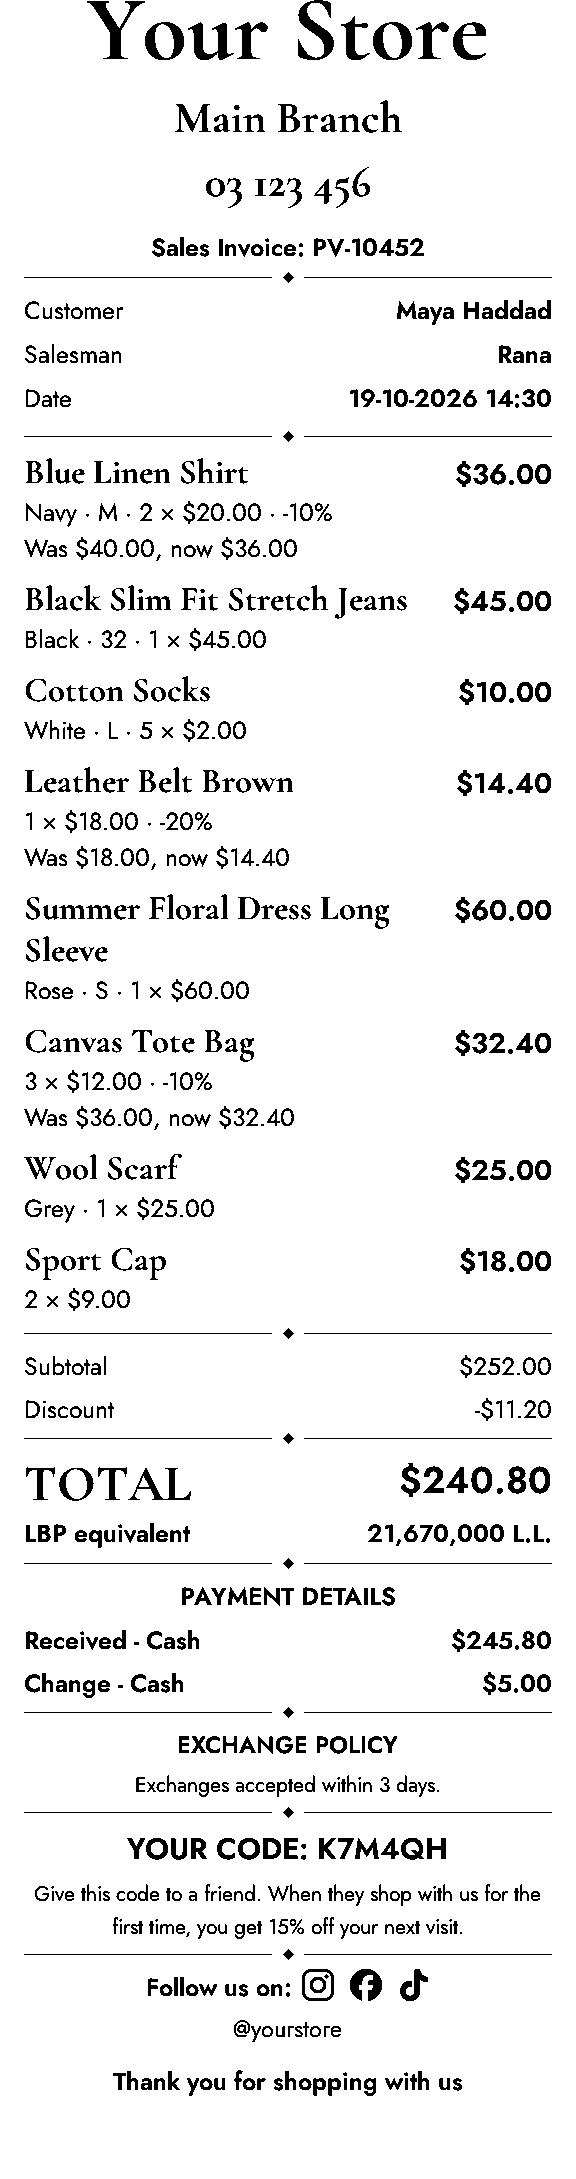 Your Store
Main Branch
03 123 456
Sales Invoice: PV-10452
Customer Maya Haddad
Salesman Rana
Date 19-10-2026 14:30
Blue Linen Shirt $36.00
Navy · M · 2 × $20.00 · -10%
Was $40.00, now $36.00
Black Slim Fit Stretch Jeans $45.00
Black · 32 · 1 × $45.00
Cotton Socks $10.00
White · L · 5 × $2.00
Leather Belt Brown $14.40
1 × $18.00 · -20%
Was $18.00, now $14.40
Summer Floral Dress Long $60.00
Sleeve
Rose · S · 1 × $60.00
Canvas Tote Bag $32.40
3 × $12.00 · -10%
Was $36.00, now $32.40
Wool Scarf $25.00
Grey · 1 × $25.00
Sport Cap $18.00
2 × $9.00
Subtotal $252.00
Discount -$11.20
TOTAL $240.80
LBP equivalent 21,670,000 L.L.
PAYMENT DETAILS
Received - Cash $245.80
Change - Cash $5.00
EXCHANGE POLICY
Exchanges accepted within 3 days.
YOUR CODE: K7M4QH
Give this code to a friend. When they shop with us for the
first time, you get 15% off your next visit.
Follow us on:
@yourstore
Thank you for shopping with us